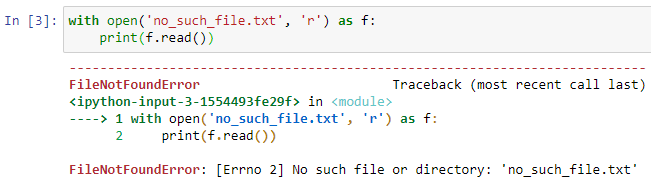 In [3]: with open('no_such_file.txt', 'r') as f:
    print(f.read())
---------------------------------------------------------------------------
FileNotFoundError                         Traceback (most recent call last)
<ipython-input-3-1554493fe29f> in <module>
----> 1 with open('no_such_file.txt', 'r') as f:
      2     print(f.read())

FileNotFoundError: [Errno 2] No such file or directory: 'no_such_file.txt'